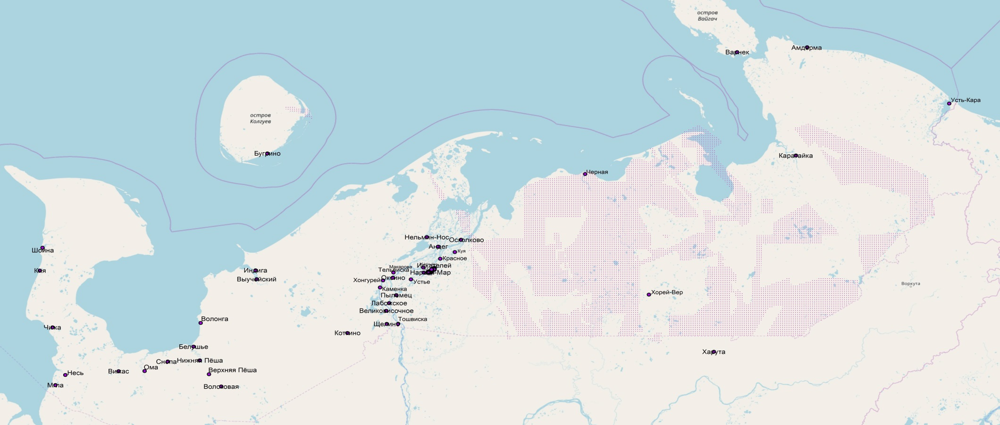 остров
Вайгач
Варнек
Амдерма
Усть-Кара
остров
Колгуев
Бугрино
Каратайка
Черная
Нельмин-Нос
Осколково
Андег
Куя
Красное
Шойна
Кия
Индига
Выучейский
Макарова
Тельвиска
Искателей
Нарьян-Мар
Хонгурей
Оксино
Устье
Каменка
Пылемец
Лабожское
Великовисочное
Щелино
Тошвиска
Коткино
Хорей-Вер
Воркута
Харута
Чижа
Волонга
Белушье
Снопа
Нижняя Пёша
Верхняя Пёша
Ома
Вижас
Несь
Мгла
Волоковая